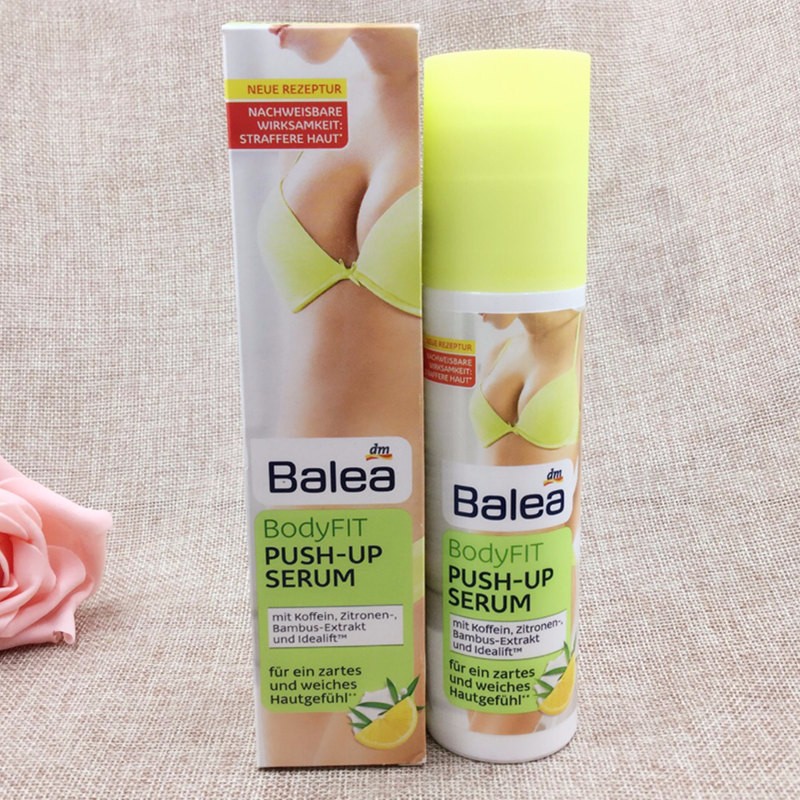 NEUE REZEPTUR
NACHWEISBARE
WIRKSAMKEIT:
STRAFFERE HAUT*
dm
Balea
BodyFIT
PUSH-UP
SERUM
mit Koffein, Zitronen-,
Bambus-Extrakt
und Idealift™
für ein zartes
und weiches
Hautgefühl**
NEUE REZEPTUR
NACHWEISBARE
WIRKSAMKEIT:
STRAFFERE HAUT*
dm
Balea
BodyFIT
PUSH-UP
SERUM
mit Koffein, Zitronen-,
Bambus-Extrakt
und Idealift™
für ein zartes
und weiches
Hautgefühl**